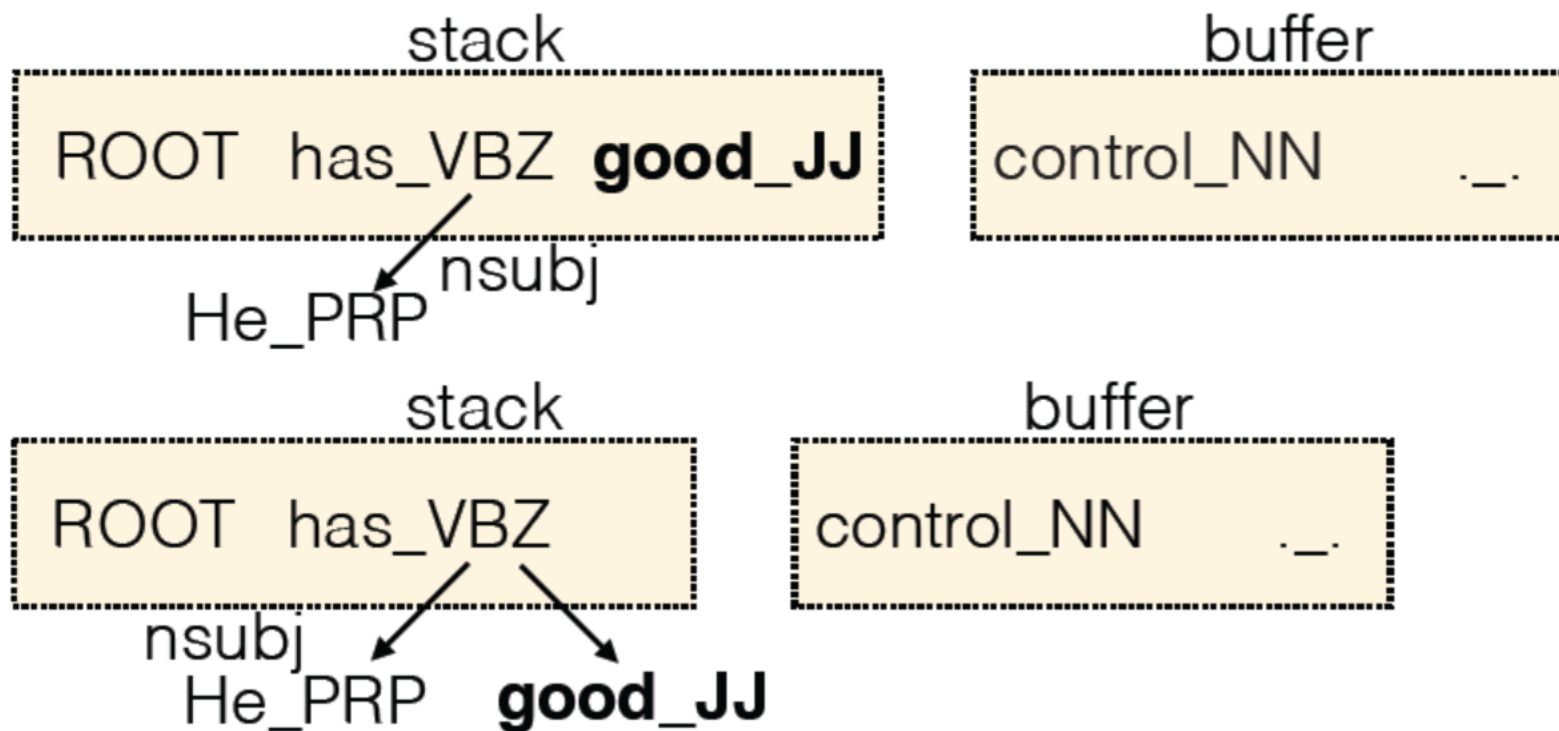 stack buffer
ROOT has_VBZ good_JJ control_NN ._.
nsubj
He_PRP
stack buffer
ROOT has_VBZ control_NN ._.
nsubj
He_PRP good_JJ